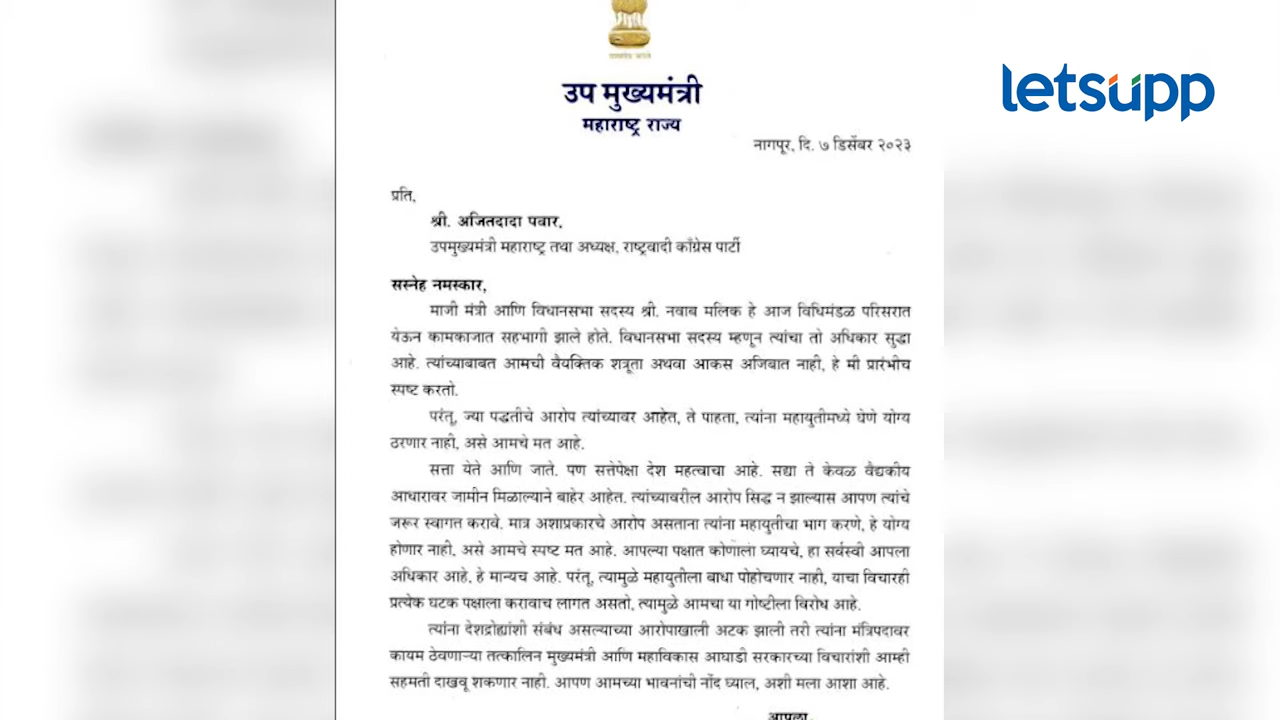 letsupp
उप मुख्यमंत्री
महाराष्ट्र राज्य
नागपूर, दि. ७ डिसेंबर २०२३
प्रति,
श्री. अजितदादा पवार,
उपमुख्यमंत्री महाराष्ट्र तथा अध्यक्ष, राष्ट्रवादी काँग्रेस पार्टी
सस्नेह नमस्कार,
माजी मंत्री आणि विधानसभा सदस्य श्री. नवाब मलिक हे आज विधिमंडळ परिसरात
येऊन कामकाजात सहभागी झाले होते. विधानसभा सदस्य म्हणून त्यांचा तो अधिकार सुद्धा
आहे. त्यांच्याबाबत आमची वैयक्तिक शत्रूता अथवा आकस अजिबात नाही, हे मी प्रारंभीच
स्पष्ट करतो.
परंतू, ज्या पद्धतीचे आरोप त्यांच्यावर आहेत, ते पाहता, त्यांना महायुतीमध्ये घेणे योग्य
ठरणार नाही, असे आमचे मत आहे.
सत्ता येते आणि जाते. पण सत्तेपेक्षा देश महत्वाचा आहे. सद्या ते केवळ वैद्यकीय
आधारावर जामीन मिळाल्याने बाहेर आहेत. त्यांच्यावरील आरोप सिद्ध न झाल्यास आपण त्यांचे
जरूर स्वागत करावे. मात्र अशाप्रकारचे आरोप असताना त्यांना महायुतीचा भाग करणे, हे योग्य
होणार नाही, असे आमचे स्पष्ट मत आहे. आपल्या पक्षात कोणाला घ्यायचे, हा सर्वस्वी आपला
अधिकार आहे, हे मान्यच आहे. परंतू, त्यामुळे महायुतीला बाधा पोहोचणार नाही, याचा विचारही
प्रत्येक घटक पक्षाला करावाच लागत असतो, त्यामुळे आमचा या गोष्टीला विरोध आहे.
त्यांना देशद्रोह्यांशी संबंध असल्याच्या आरोपाखाली अटक झाली तरी त्यांना मंत्रिपदावर
कायम ठेवणाऱ्या तत्कालिन मुख्यमंत्री आणि महाविकास आघाडी सरकारच्या विचारांशी आम्ही
सहमती दाखवू शकणार नाही. आपण आमच्या भावनांची नोंद घ्याल, अशी मला आशा आहे.
आपला,